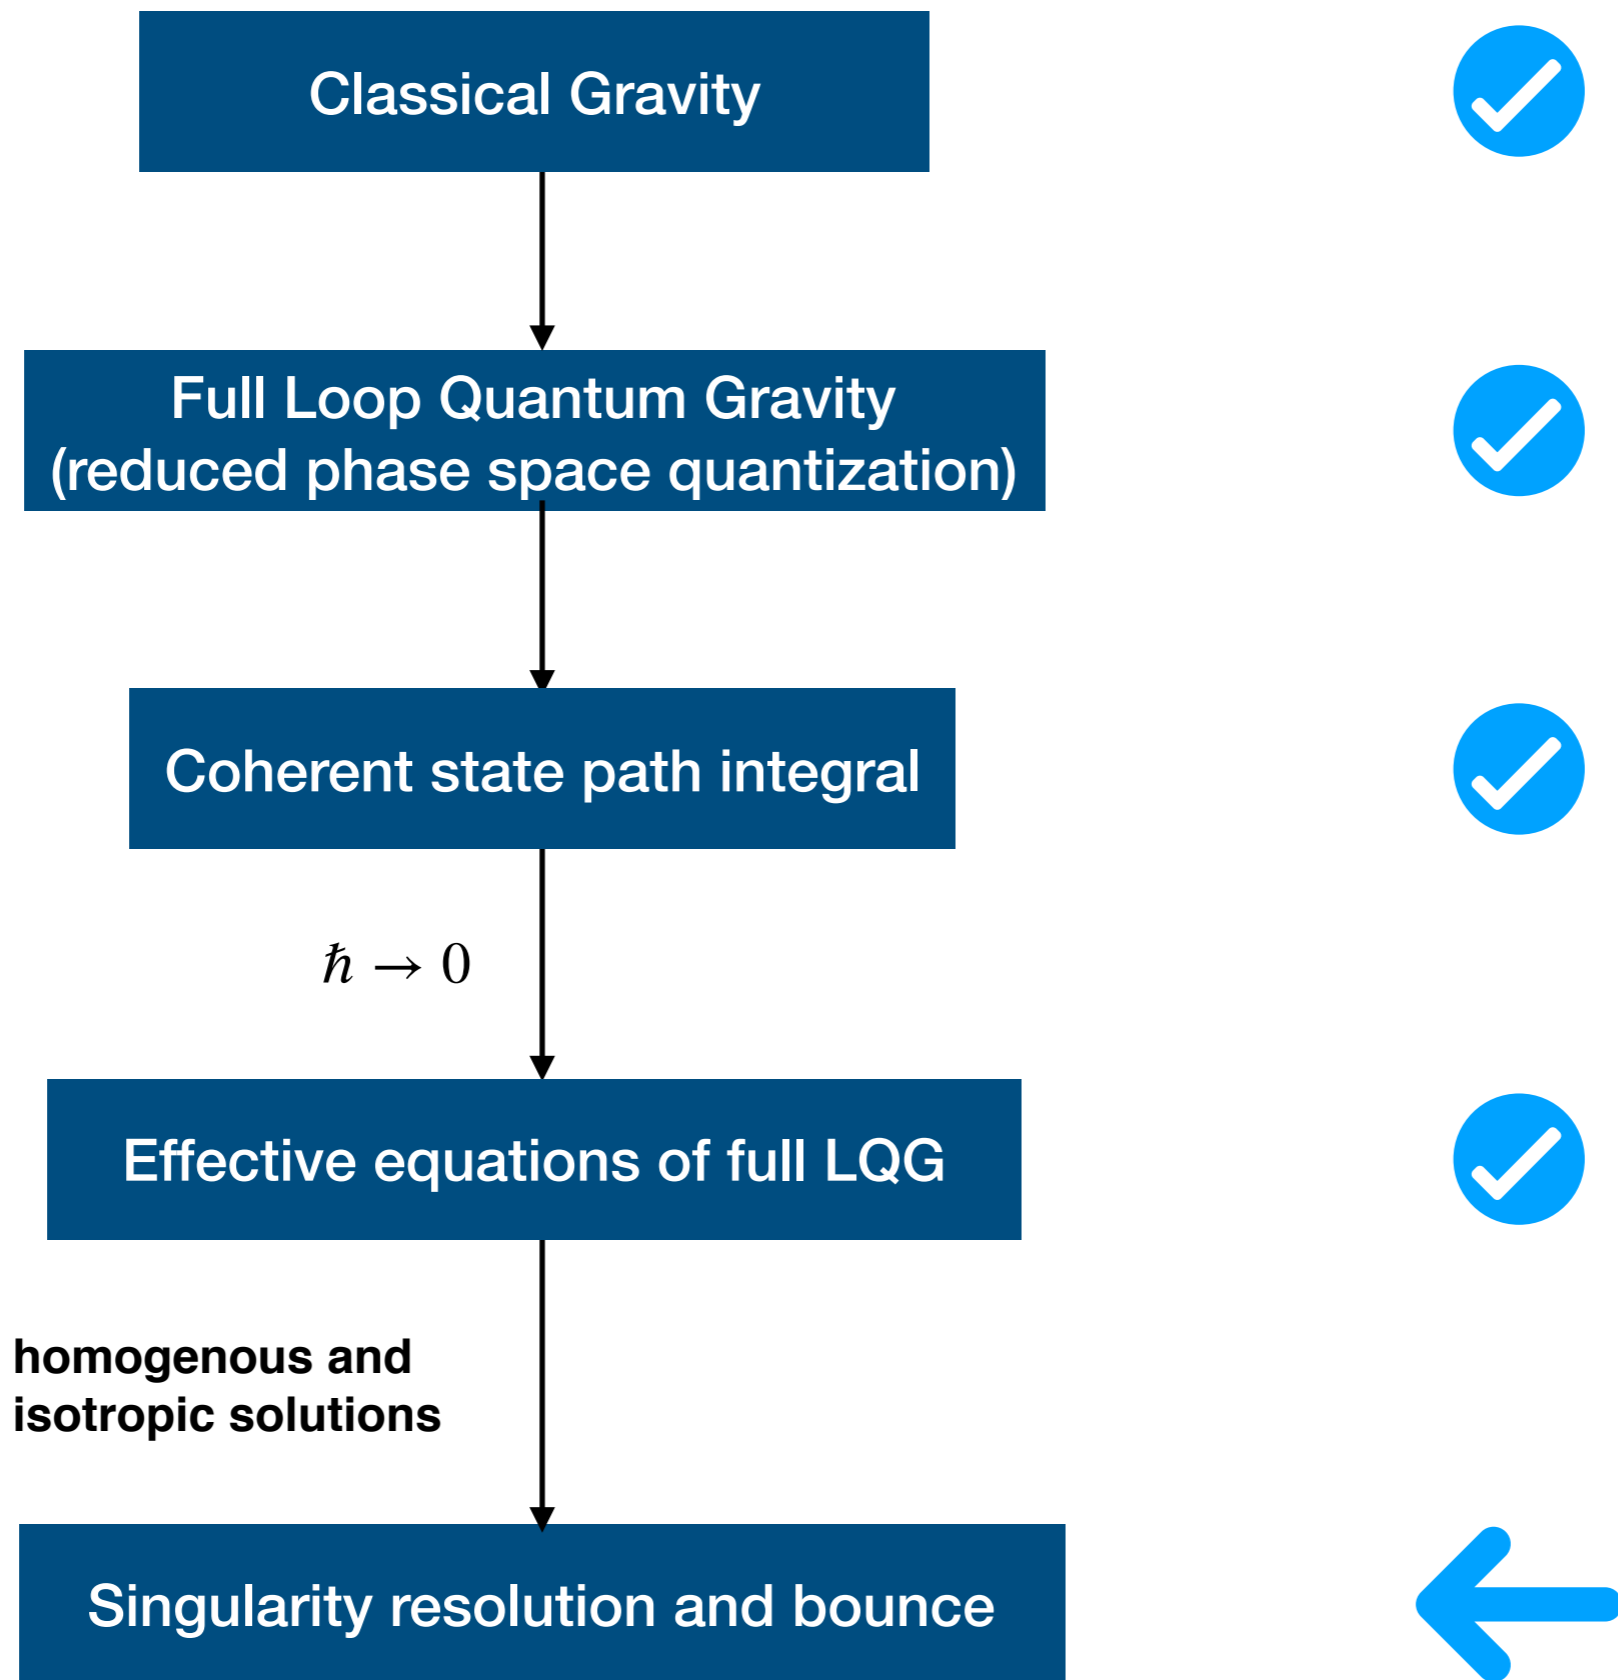 Classical Gravity
Full Loop Quantum Gravity
(reduced phase space quantization)
Coherent state path integral
ℏ → 0
Effective equations of full LQG
homogenous and
isotropic solutions
Singularity resolution and bounce